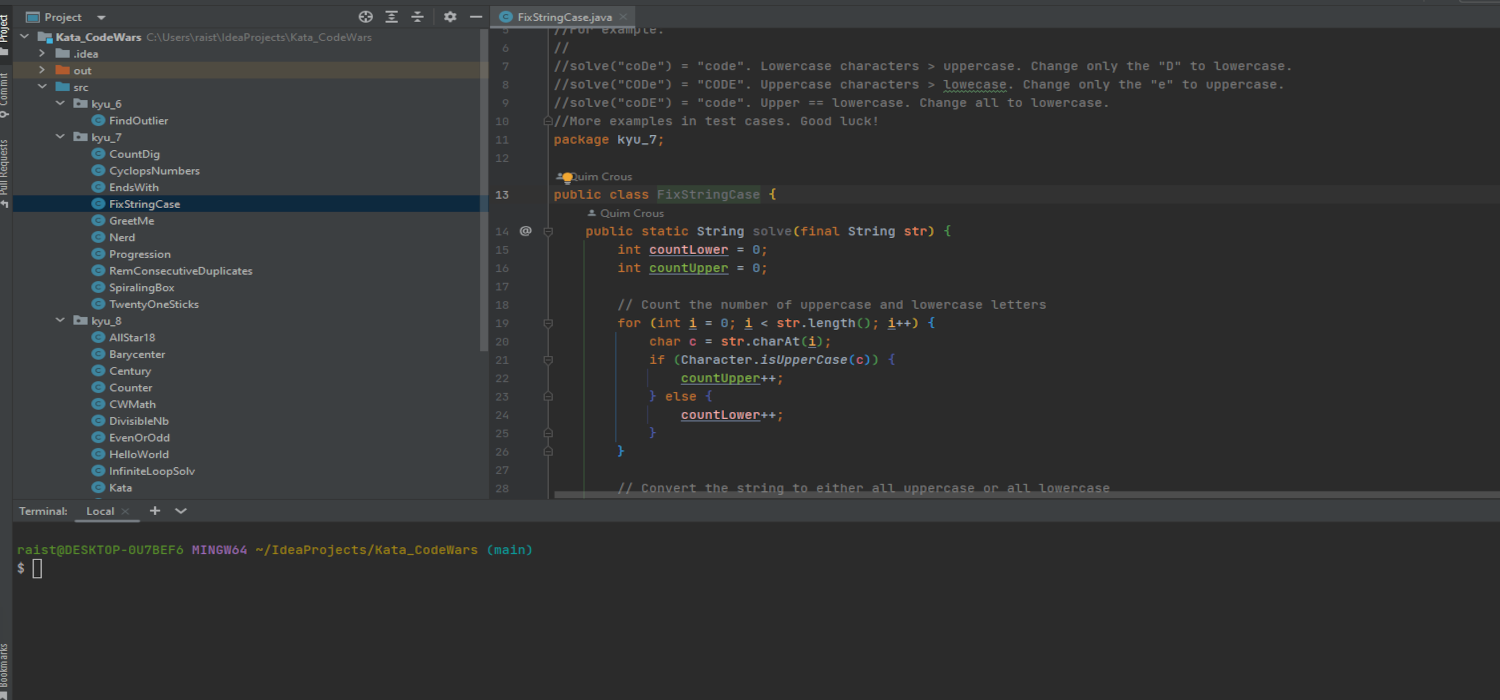 Project
FixStringCase.java
Kata_CodeWars C:\Users\raist\IdeaProjects\Kata_CodeWars
.idea
out
src
kyu_6
FindOutlier
kyu_7
CountDig
CyclopsNumbers
EndsWith
FixStringCase
GreetMe
Nerd
Progression
RemConsecutiveDuplicates
SpiralingBox
TwentyOneSticks
kyu_8
AllStar18
Barycenter
Century
Counter
CWMath
DivisibleNb
EvenOrOdd
HelloWorld
InfiniteLoopSolv
Kata
Project
Commit
Pull Requests
Bookmarks
5 //For example:
6 //
7 //solve("coDe") = "code". Lowercase characters > uppercase. Change only the "D" to lowercase.
8 //solve("CODe") = "CODE". Uppercase characters > lowecase. Change only the "e" to uppercase.
9 //solve("coDE") = "code". Upper == lowercase. Change all to lowercase.
10 //More examples in test cases. Good luck!
11 package kyu_7;
12
Quim Crous
13 public class FixStringCase {
Quim Crous
14 @ public static String solve(final String str) {
15 int countLower = 0;
16 int countUpper = 0;
17
18 // Count the number of uppercase and lowercase letters
19 for (int i = 0; i < str.length(); i++) {
20 char c = str.charAt(i);
21 if (Character.isUpperCase(c)) {
22 countUpper++;
23 } else {
24 countLower++;
25 }
26 }
27
28 // Convert the string to either all uppercase or all lowercase
Terminal: Local
raist@DESKTOP-0U7BEF6 MINGW64 ~/IdeaProjects/Kata_CodeWars (main)
$